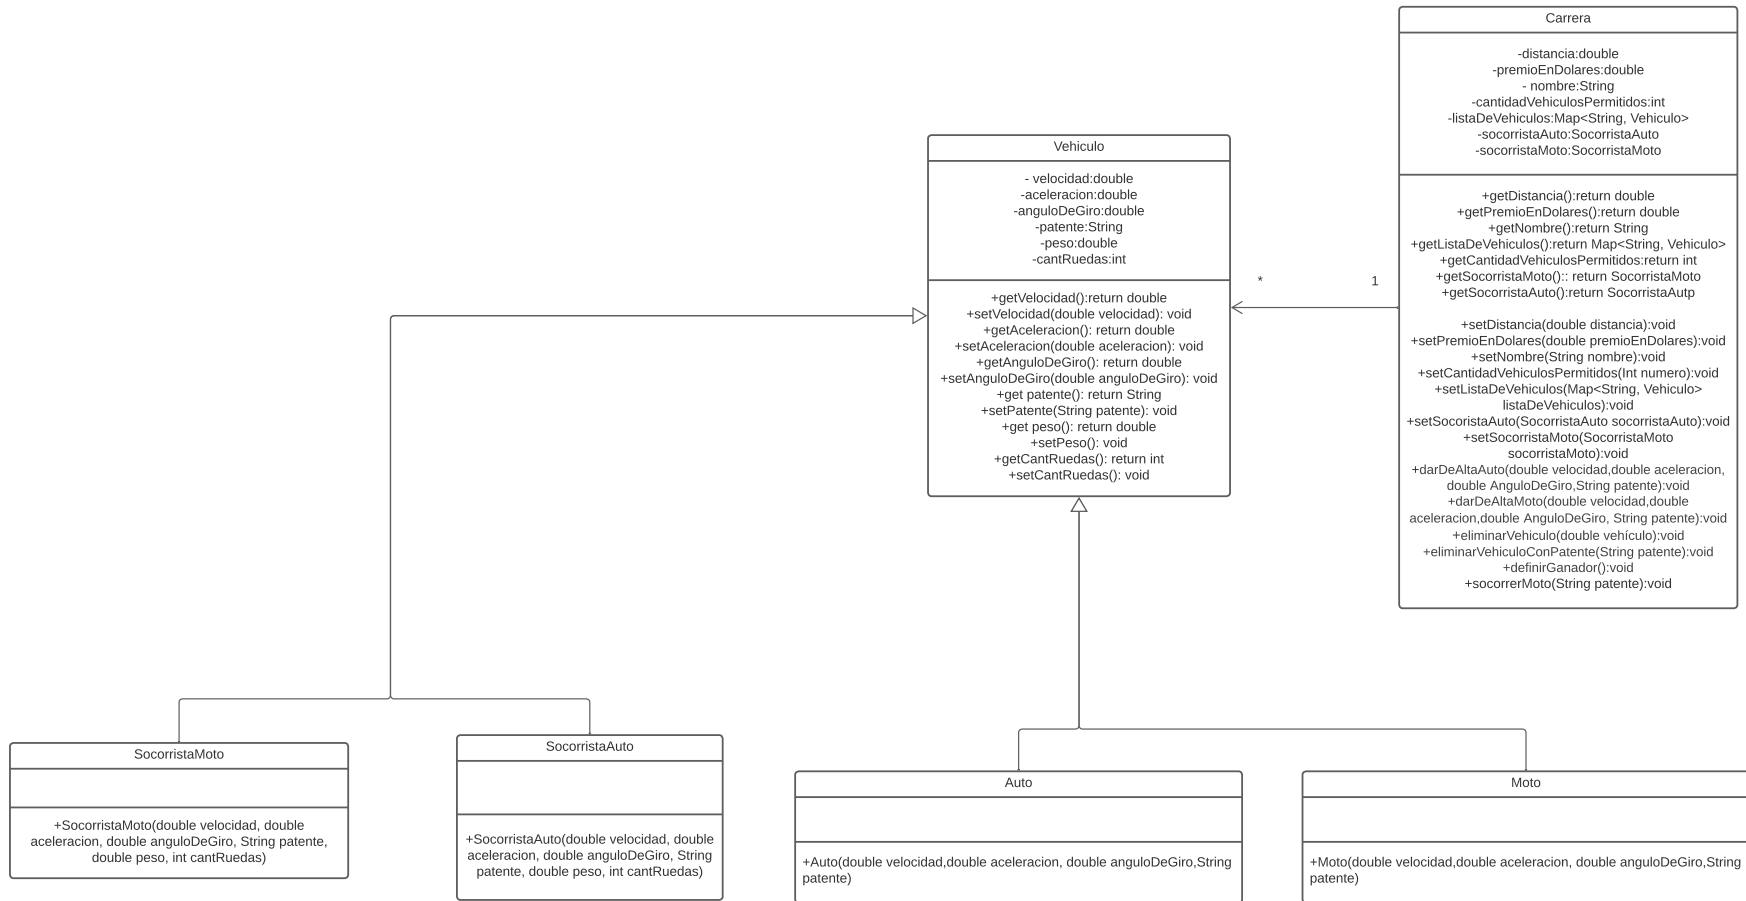 Carrera
-distancia:double
-premioEnDolares:double
- nombre:String
-cantidadVehiculosPermitidos:int
-listaDeVehiculos:Map<String, Vehiculo>
-socorristaAuto:SocorristaAuto
-socorristaMoto:SocorristaMoto
+getDistancia():return double
+getPremioEnDolares():return double
+getNombre():return String
+getListaDeVehiculos():return Map<String, Vehiculo>
+getCantidadVehiculosPermitidos:return int
+getSocorristaMoto():: return SocorristaMoto
+getSocorristaAuto():return SocorristaAutp
+setDistancia(double distancia):void
+setPremioEnDolares(double premioEnDolares):void
+setNombre(String nombre):void
+setCantidadVehiculosPermitidos(Int numero):void
+setListaDeVehiculos(Map<String, Vehiculo>
listaDeVehiculos):void
+setSocoristaAuto(SocorristaAuto socorristaAuto):void
+setSocorristaMoto(SocorristaMoto
socorristaMoto):void
+darDeAltaAuto(double velocidad,double aceleracion,
double AnguloDeGiro,String patente):void
+darDeAltaMoto(double velocidad,double
aceleracion,double AnguloDeGiro, String patente):void
+eliminarVehiculo(double vehículo):void
+eliminarVehiculoConPatente(String patente):void
+definirGanador():void
+socorrerMoto(String patente):void
Vehiculo
- velocidad:double
-aceleracion:double
-anguloDeGiro:double
-patente:String
-peso:double
-cantRuedas:int
+getVelocidad():return double
+setVelocidad(double velocidad): void
+getAceleracion(): return double
+setAceleracion(double aceleracion): void
+getAnguloDeGiro(): return double
+setAnguloDeGiro(double anguloDeGiro): void
+get patente(): return String
+setPatente(String patente): void
+get peso(): return double
+setPeso(): void
+getCantRuedas(): return int
+setCantRuedas(): void
*
1
SocorristaMoto
+SocorristaMoto(double velocidad, double
aceleracion, double anguloDeGiro, String patente,
double peso, int cantRuedas)
SocorristaAuto
+SocorristaAuto(double velocidad, double
aceleracion, double anguloDeGiro, String
patente, double peso, int cantRuedas)
Auto
+Auto(double velocidad,double aceleracion, double anguloDeGiro,String
patente)
Moto
+Moto(double velocidad,double aceleracion, double anguloDeGiro,String
patente)